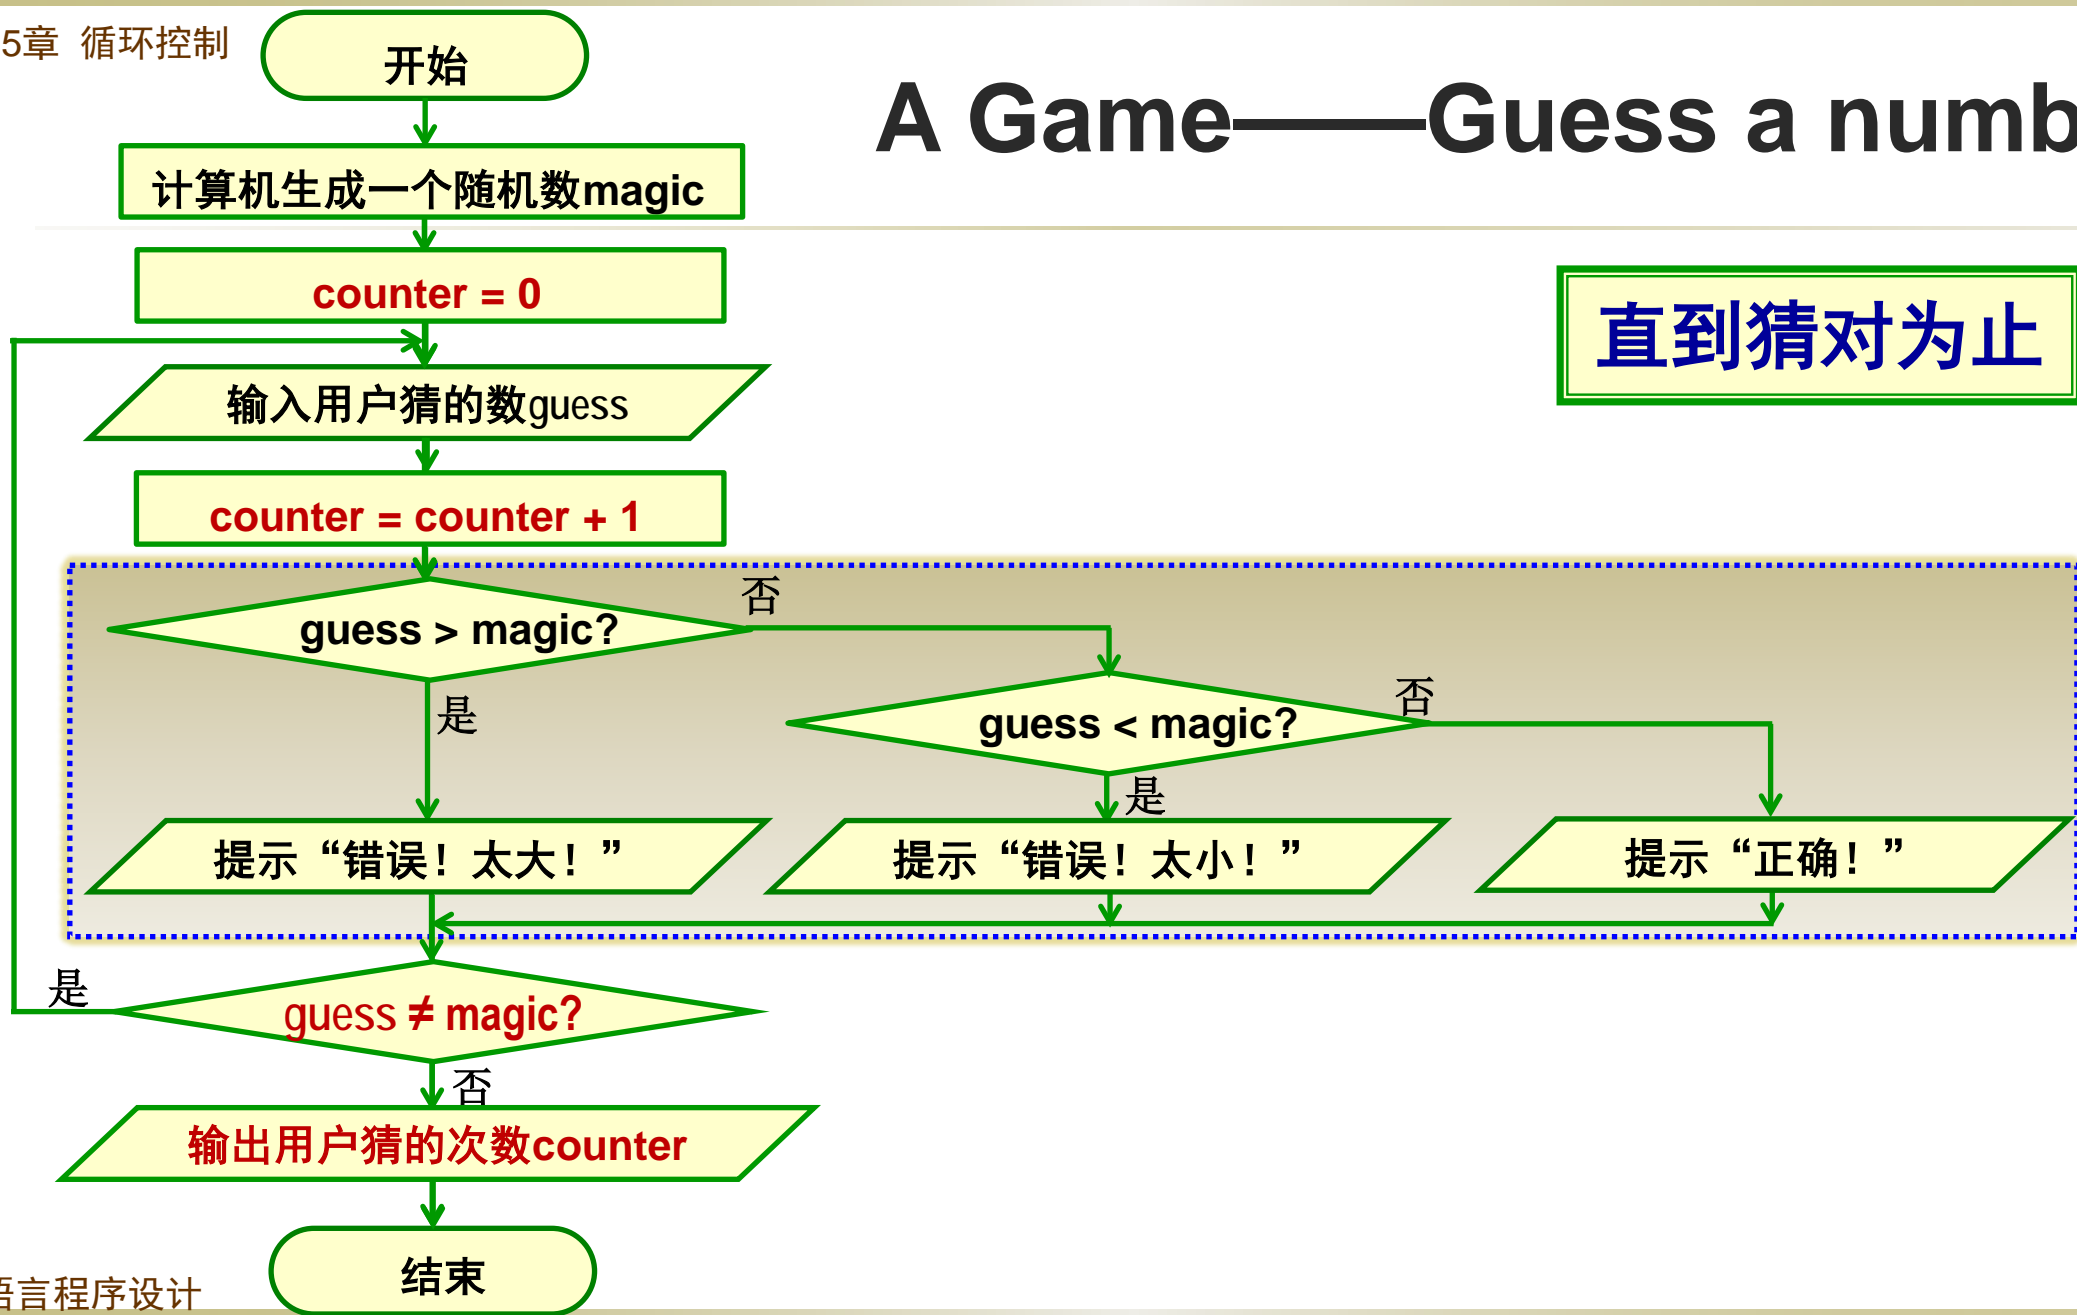 5章 循环控制
A Game——Guess a numb
开始
计算机生成一个随机数magic
counter = 0
直到猜对为止
输入用户猜的数guess
counter = counter + 1
guess > magic?
否
是
guess < magic?
否
是
提示“错误！太大！”
提示“错误！太小！”
提示“正确！”
是
guess ≠ magic?
否
输出用户猜的次数counter
结束
语言程序设计